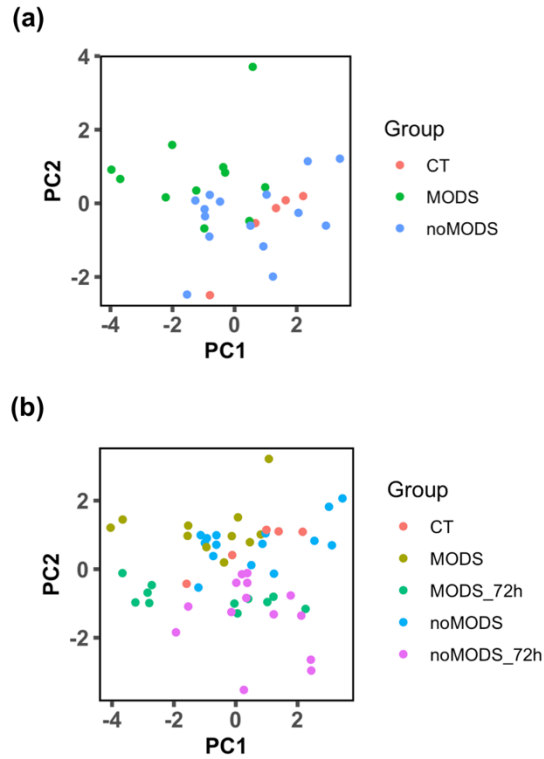 (a)
4
2
0
-2
PC2
-4
-2
0
2
PC1
Group
CT
MODS
noMODS
(b)
2
0
-2
PC2
-4
-2
0
2
PC1
Group
CT
MODS
MODS_72h
noMODS
noMODS_72h